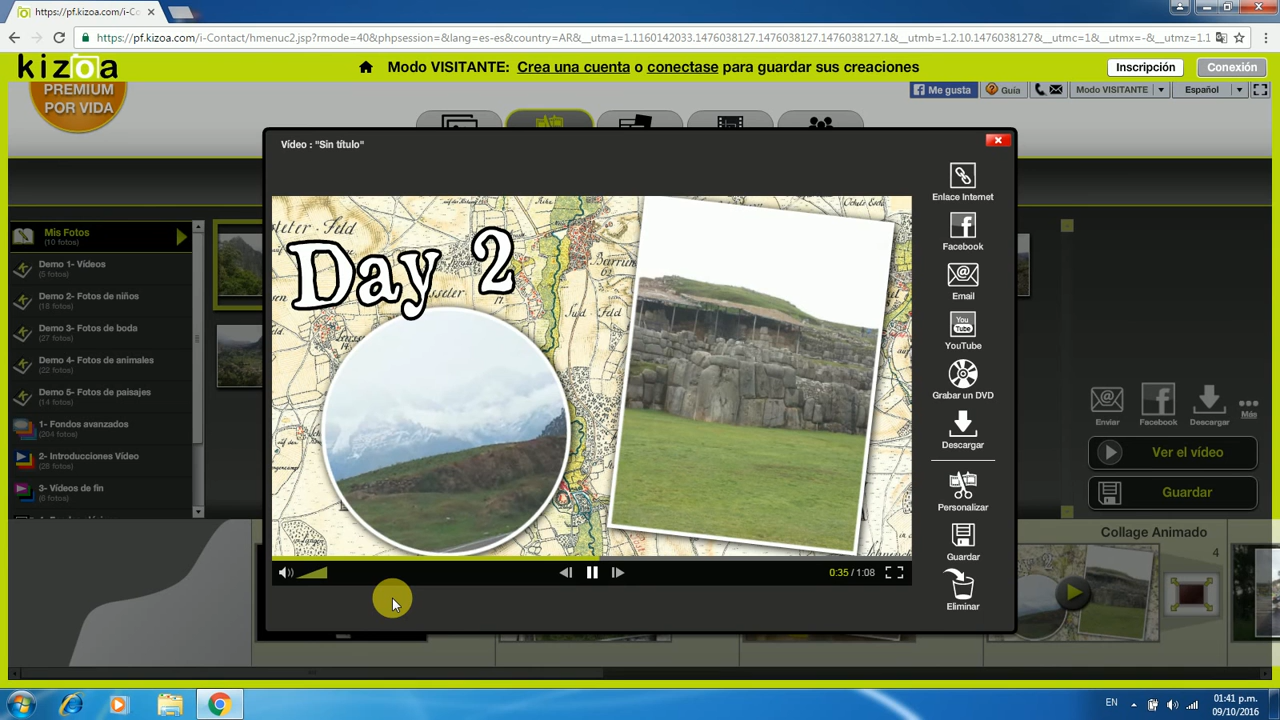 https://pf.kizoa.com/i-Co
https://pf.kizoa.com/i-Contact/hmenuc2.jsp?rmode=40&phpsession=&lang=es-es&country=AR&__utma=1.1160142033.1476038127.1476038127.1476038127.1&__utmb=1.2.10.1476038127&__utmc=1&__utmx=-&__utmz=1.1
kizoa
Modo VISITANTE: Crea una cuenta o conectase para guardar sus creaciones
Inscripción
Conexión
PREMIUM
POR VIDA
Me gusta
Guía
Modo VISITANTE
Español
Vídeo : "Sin título"
Mis Fotos
(10 fotos)
Demo 1- Vídeos
(5 fotos)
Demo 2- Fotos de niños
(18 fotos)
Demo 3- Fotos de boda
(27 fotos)
Demo 4- Fotos de animales
(22 fotos)
Demo 5- Fotos de paisajes
(14 fotos)
1- Fondos avanzados
(204 fotos)
2- Introducciones Vídeo
(28 fotos)
3- Vídeos de fin
(6 fotos)
Day 2
Enlace Internet
Facebook
Email
You
Tube
YouTube
Grabar un DVD
Descargar
Personalizar
Guardar
Eliminar
0:35 / 1:08
Enviar
Facebook
Descargar
Más
Ver el vídeo
Guardar
Collage Animado
4
EN
01:41 p.m.
09/10/2016